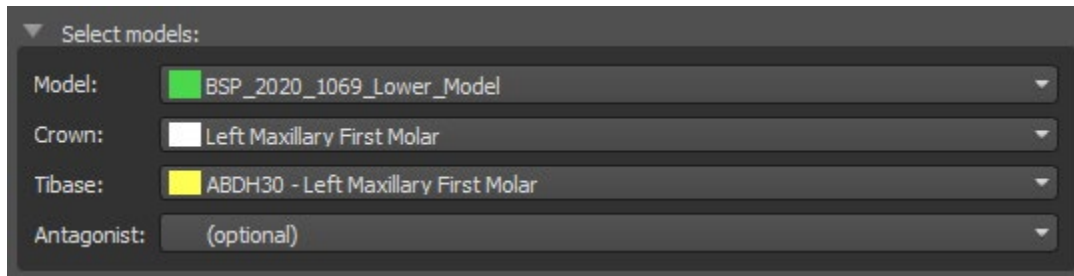 Select models:
Model: BSP_2020_1069_Lower_Model
Crown: Left Maxillary First Molar
Tibase: ABDH30 - Left Maxillary First Molar
Antagonist: (optional)